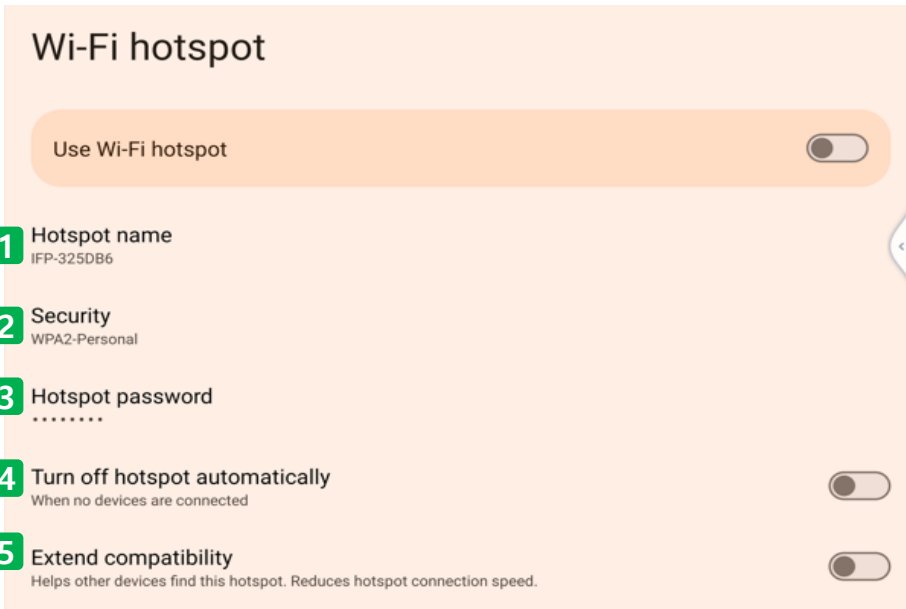 Wi-Fi hotspot
Use Wi-Fi hotspot
1 Hotspot name
IFP-325DB6
2 Security
WPA2-Personal
3 Hotspot password
••••••••
4 Turn off hotspot automatically
When no devices are connected
5 Extend compatibility
Helps other devices find this hotspot. Reduces hotspot connection speed.